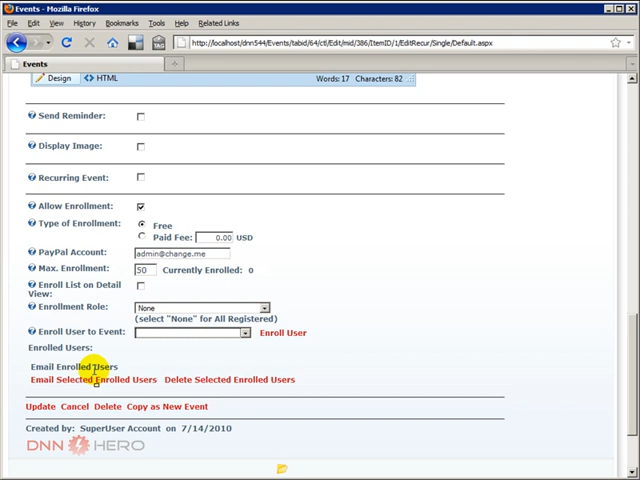 Events - Mozilla Firefox
File Edit View History Bookmarks Tools Related Links
http://localhost/dnn544/Events/tabid/64/ctl/Edit/mid/386/ItemID/1/EditRecur/Single/Default.aspx
Events
Design HTML Words: 17 Characters: 82
Send Reminder:
Display Image:
Recurring Event:
Allow Enrollment:
Type of Enrollment: Free
Paid Fee: 0.00 USD
PayPal Account: admin@change.me
Max. Enrollment: 50 Currently Enrolled: 0
Enroll List on Detail
View:
Enrollment Role: None
(select "None" for All Registered)
Enroll User to Event: Enroll User
Enrolled Users:
Email Enrolled Users
Email Selected Enrolled Users Delete Selected Enrolled Users
Update Cancel Delete Copy as New Event
Created by: SuperUser Account on 7/14/2010
DNN HERO